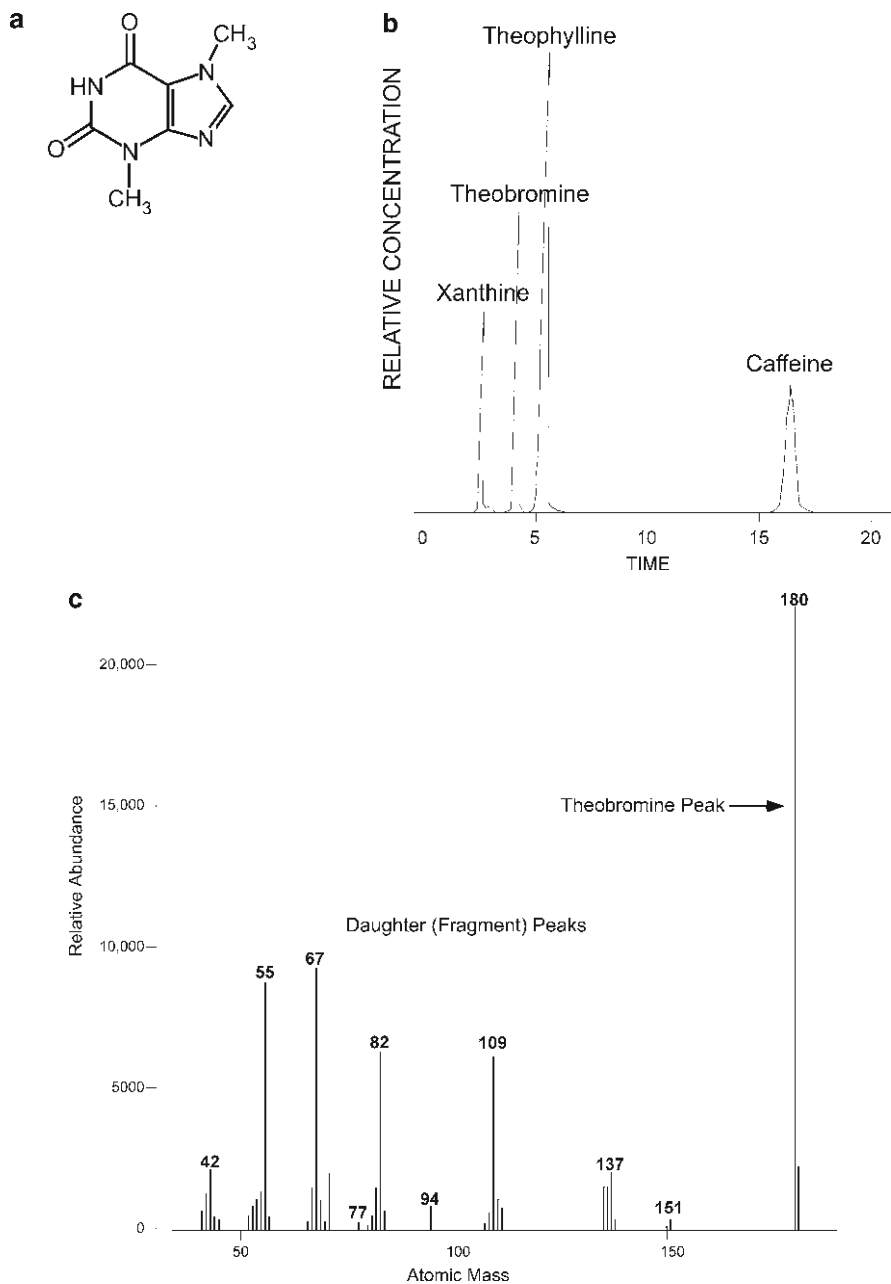 a
O
CH3
HN
N
O
N
N
CH3
b
RELATIVE CONCENTRATION
Theophylline
Theobromine
Xanthine
Caffeine
0
5
10
15
20
TIME
c
Relative Abundance
20,000
15,000
10,000
5000
0
180
Theobromine Peak
Daughter (Fragment) Peaks
55
67
82
109
42
77
94
137
151
50
100
150
Atomic Mass